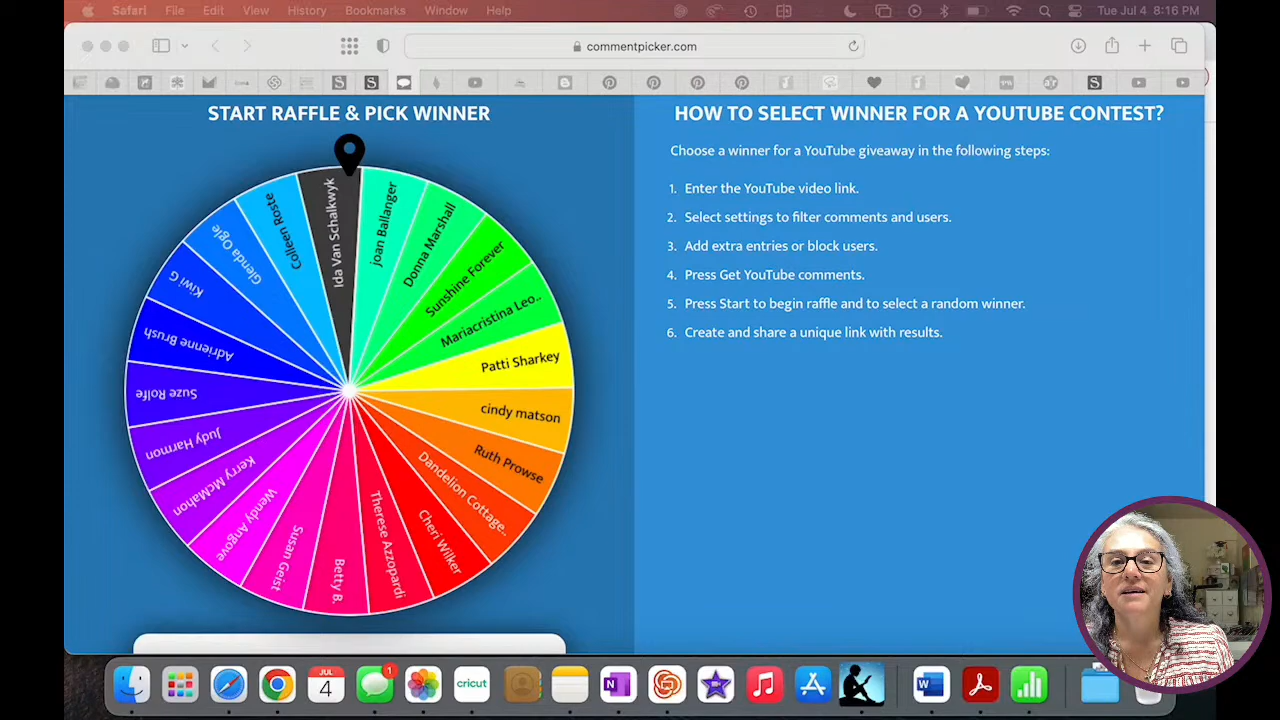 Safari File Edit View History Bookmarks Window Help Tue Jul 4 8:16 PM
commentpicker.com
START RAFFLE & PICK WINNER
Ida Van Schalkwyk
joan Ballanger
Donna Marshall
Sunshine Forever
Mariacristina Leo..
Patti Sharkey
cindy matson
Ruth Prowse
Dandelion Cottage..
Cheri Wilker
Therese Azzopardi
Betty B.
Susan Geist
Wendy Angove
Kerry McMahon
Judy Harmon
Suze Rolfe
Adrienne Brush
Kiwi G
Glenda Ogle
Colleen Roste
HOW TO SELECT WINNER FOR A YOUTUBE CONTEST?
Choose a winner for a YouTube giveaway in the following steps:
1. Enter the YouTube video link.
2. Select settings to filter comments and users.
3. Add extra entries or block users.
4. Press Get YouTube comments.
5. Press Start to begin raffle and to select a random winner.
6. Create and share a unique link with results.
JUL
4
1
cricut
N
W